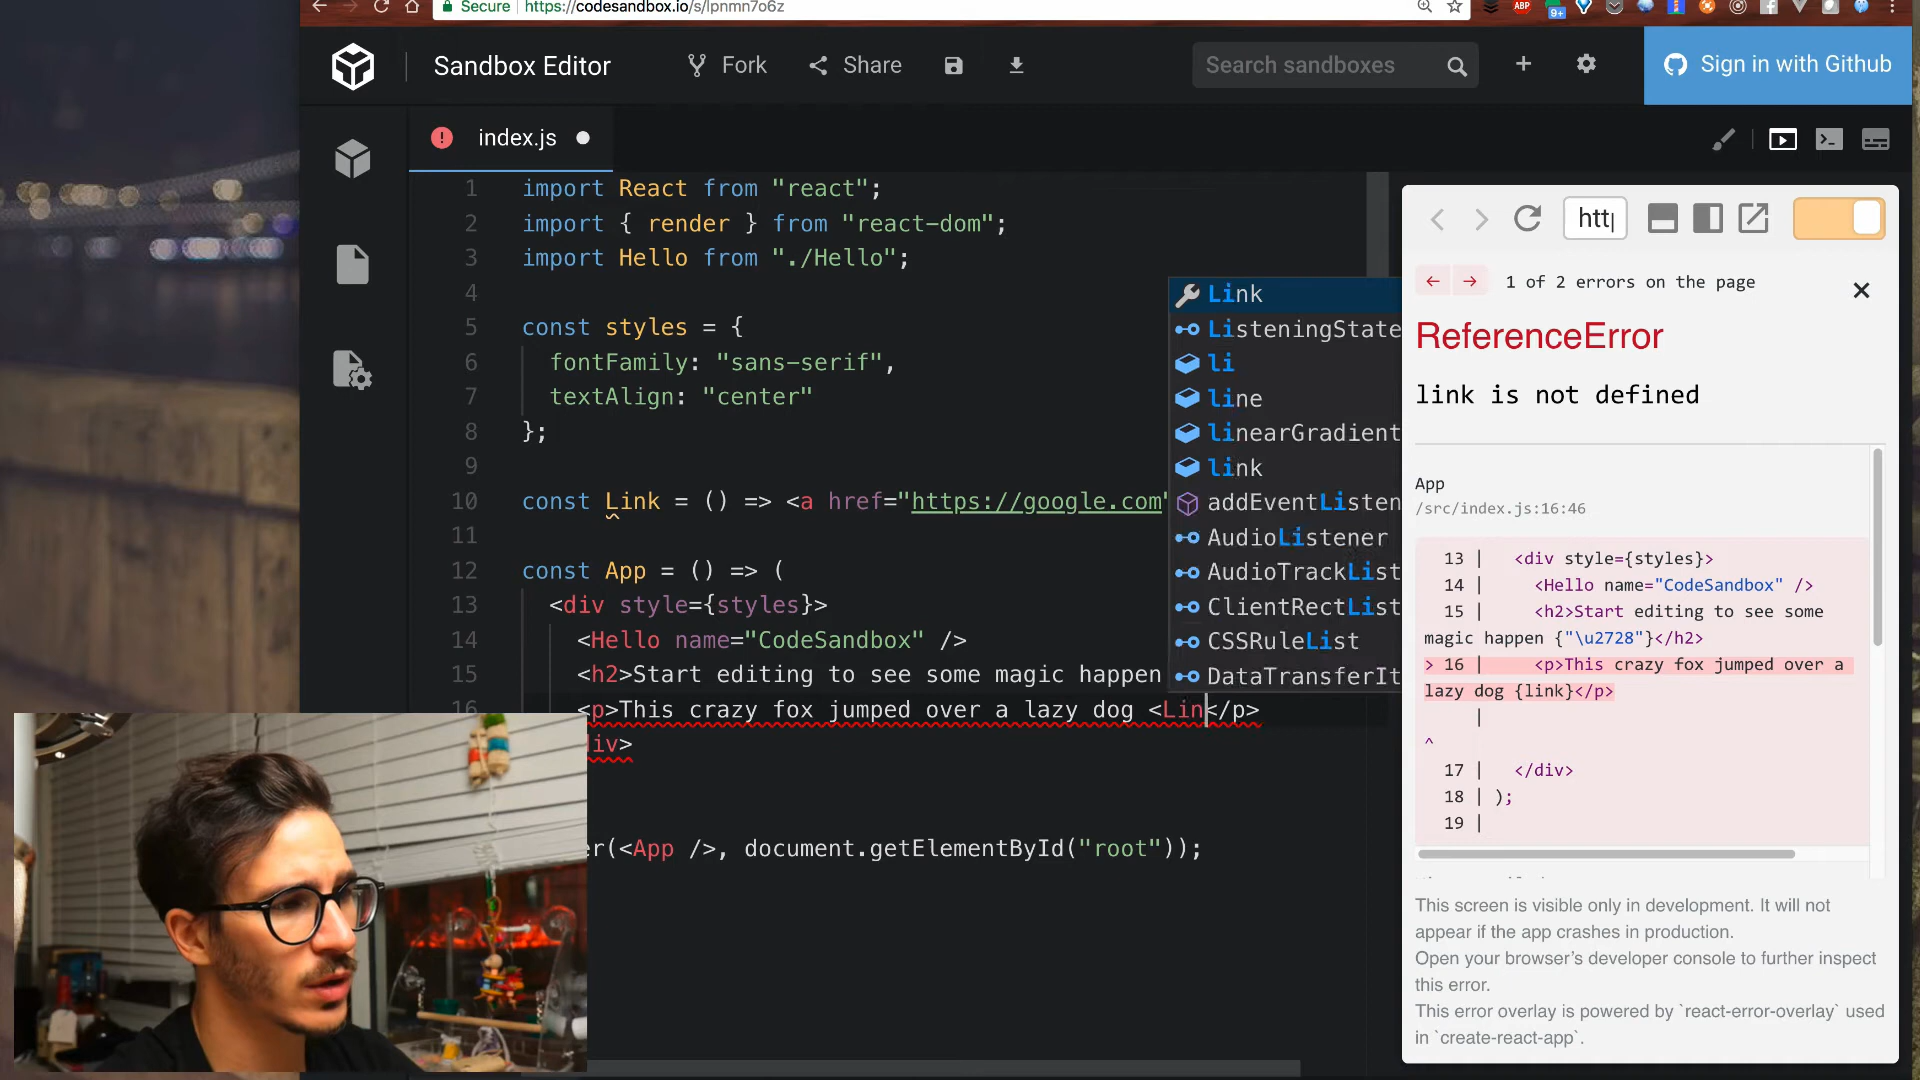 Secure https://codesandbox.io/s/lpnmn7o6z
ABP
9+
Sandbox Editor
Fork
Share
Search sandboxes
Sign in with Github
index.js
1 import React from "react";
2 import { render } from "react-dom";
3 import Hello from "./Hello";
4
5 const styles = {
6 fontFamily: "sans-serif",
7 textAlign: "center"
8 };
9
10 const Link = () => <a href="https://google.com"
11
12 const App = () => (
13 <div style={styles}>
14 <Hello name="CodeSandbox" />
15 <h2>Start editing to see some magic happen
16 <p>This crazy fox jumped over a lazy dog <Lin</p>
iv>
er(<App />, document.getElementById("root"));
Link
ListeningState
li
line
linearGradient
link
addEventListen
AudioListener
AudioTrackList
ClientRectList
CSSRuleList
DataTransferIt
http
1 of 2 errors on the page
ReferenceError
link is not defined
App
/src/index.js:16:46
13 | <div style={styles}>
14 | <Hello name="CodeSandbox" />
15 | <h2>Start editing to see some
magic happen {"\u2728"}</h2>
> 16 | <p>This crazy fox jumped over a
lazy dog {link}</p>
|
^
17 | </div>
18 | );
19 |
This screen is visible only in development. It will not
appear if the app crashes in production.
Open your browser's developer console to further inspect
this error.
This error overlay is powered by `react-error-overlay` used
in `create-react-app`.